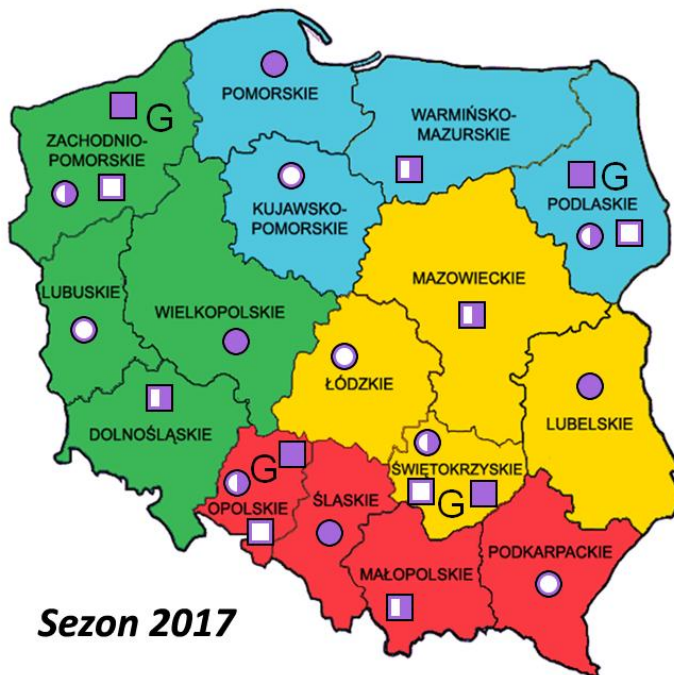 POMORSKIE
WARMIŃSKO-
MAZURSKIE
G
ZACHODNIO-
POMORSKIE
KUJAWSKO-
POMORSKIE
G
PODLASKIE
LUBUSKIE
WIELKOPOLSKIE
MAZOWIECKIE
ŁÓDZKIE
LUBELSKIE
DOLNOŚLĄSKIE
G
OPOLSKIE
ŚLĄSKIE
ŚWIĘTOKRZYSKIE
G
MAŁOPOLSKIE
PODKARPACKIE
Sezon 2017